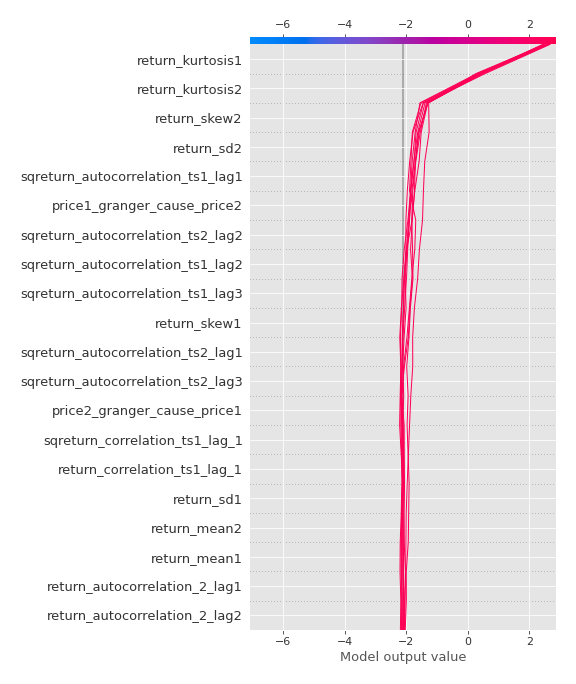 −6 −4 −2 0 2
return_kurtosis1
return_kurtosis2
return_skew2
return_sd2
sqreturn_autocorrelation_ts1_lag1
price1_granger_cause_price2
sqreturn_autocorrelation_ts2_lag2
sqreturn_autocorrelation_ts1_lag2
sqreturn_autocorrelation_ts1_lag3
return_skew1
sqreturn_autocorrelation_ts2_lag1
sqreturn_autocorrelation_ts2_lag3
price2_granger_cause_price1
sqreturn_correlation_ts1_lag_1
return_correlation_ts1_lag_1
return_sd1
return_mean2
return_mean1
return_autocorrelation_2_lag1
return_autocorrelation_2_lag2
−6 −4 −2 0 2
Model output value